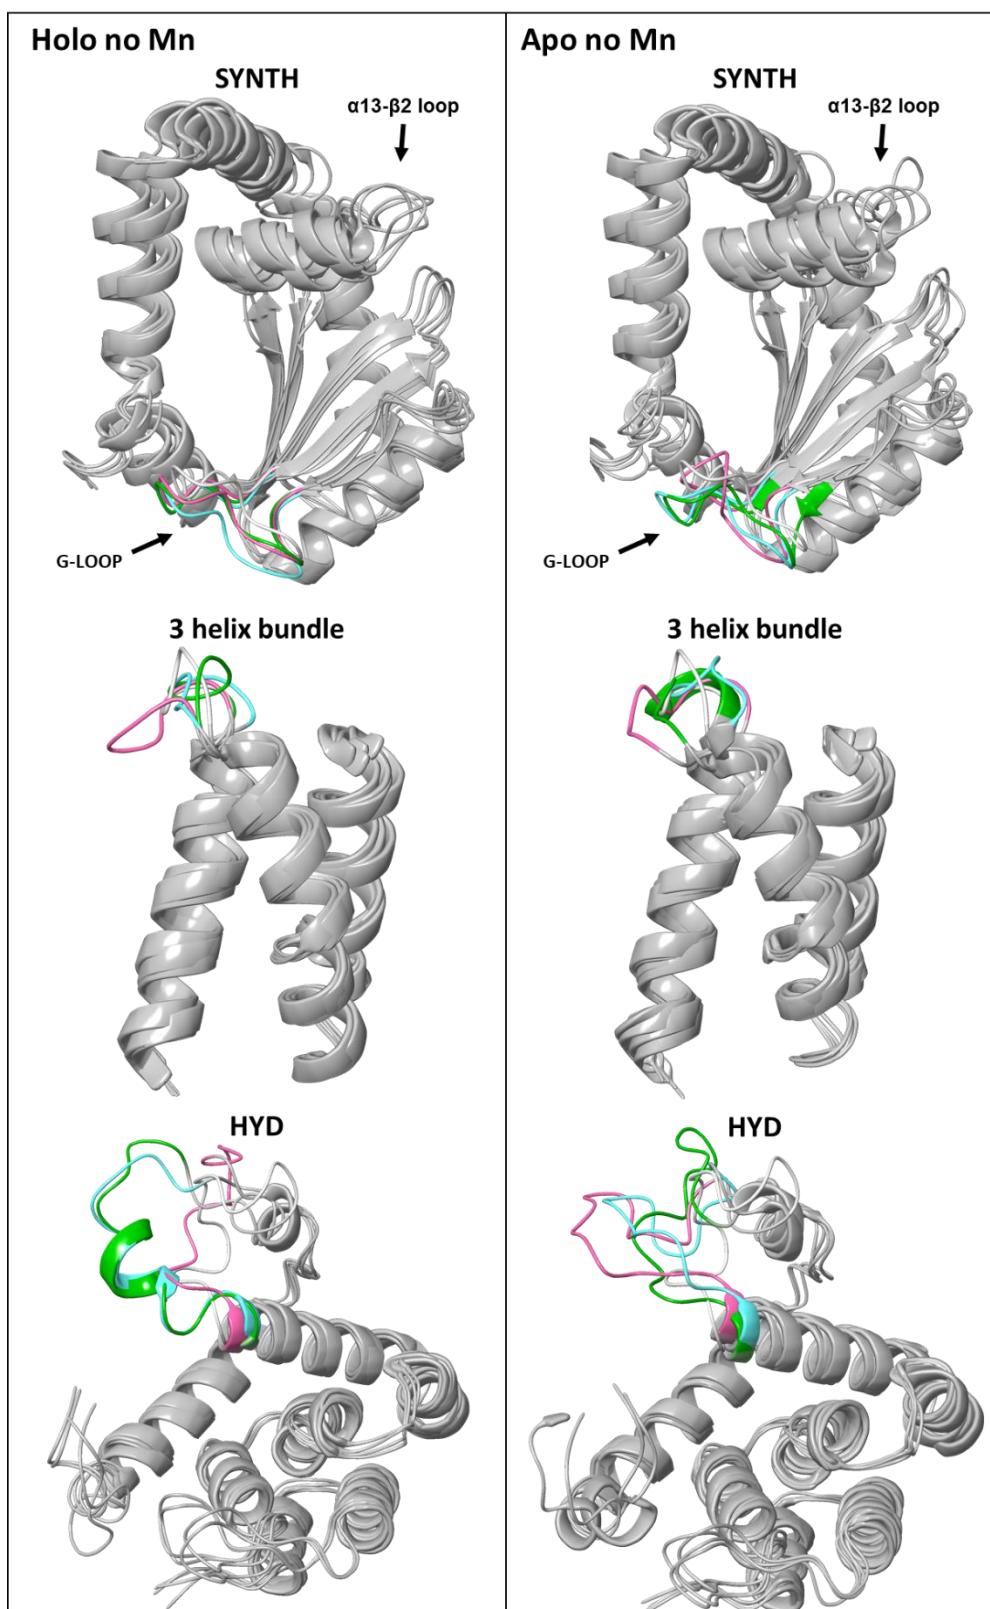 Holo no Mn
SYNTH
α13-β2 loop
G-LOOP
3 helix bundle
HYD
Apo no Mn
SYNTH
α13-β2 loop
G-LOOP
3 helix bundle
HYD